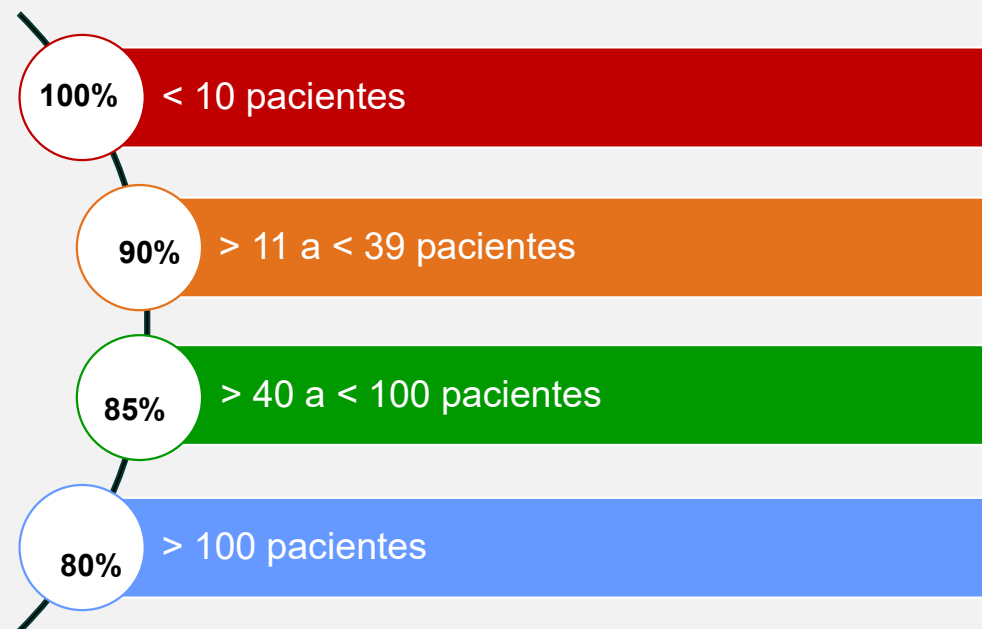 100% < 10 pacientes
90% > 11 a < 39 pacientes
85% > 40 a < 100 pacientes
80% > 100 pacientes